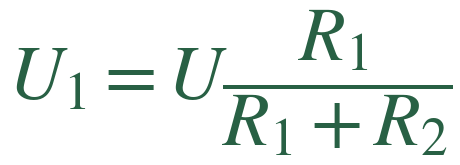 U₁ = U R₁ / (R₁ + R₂)